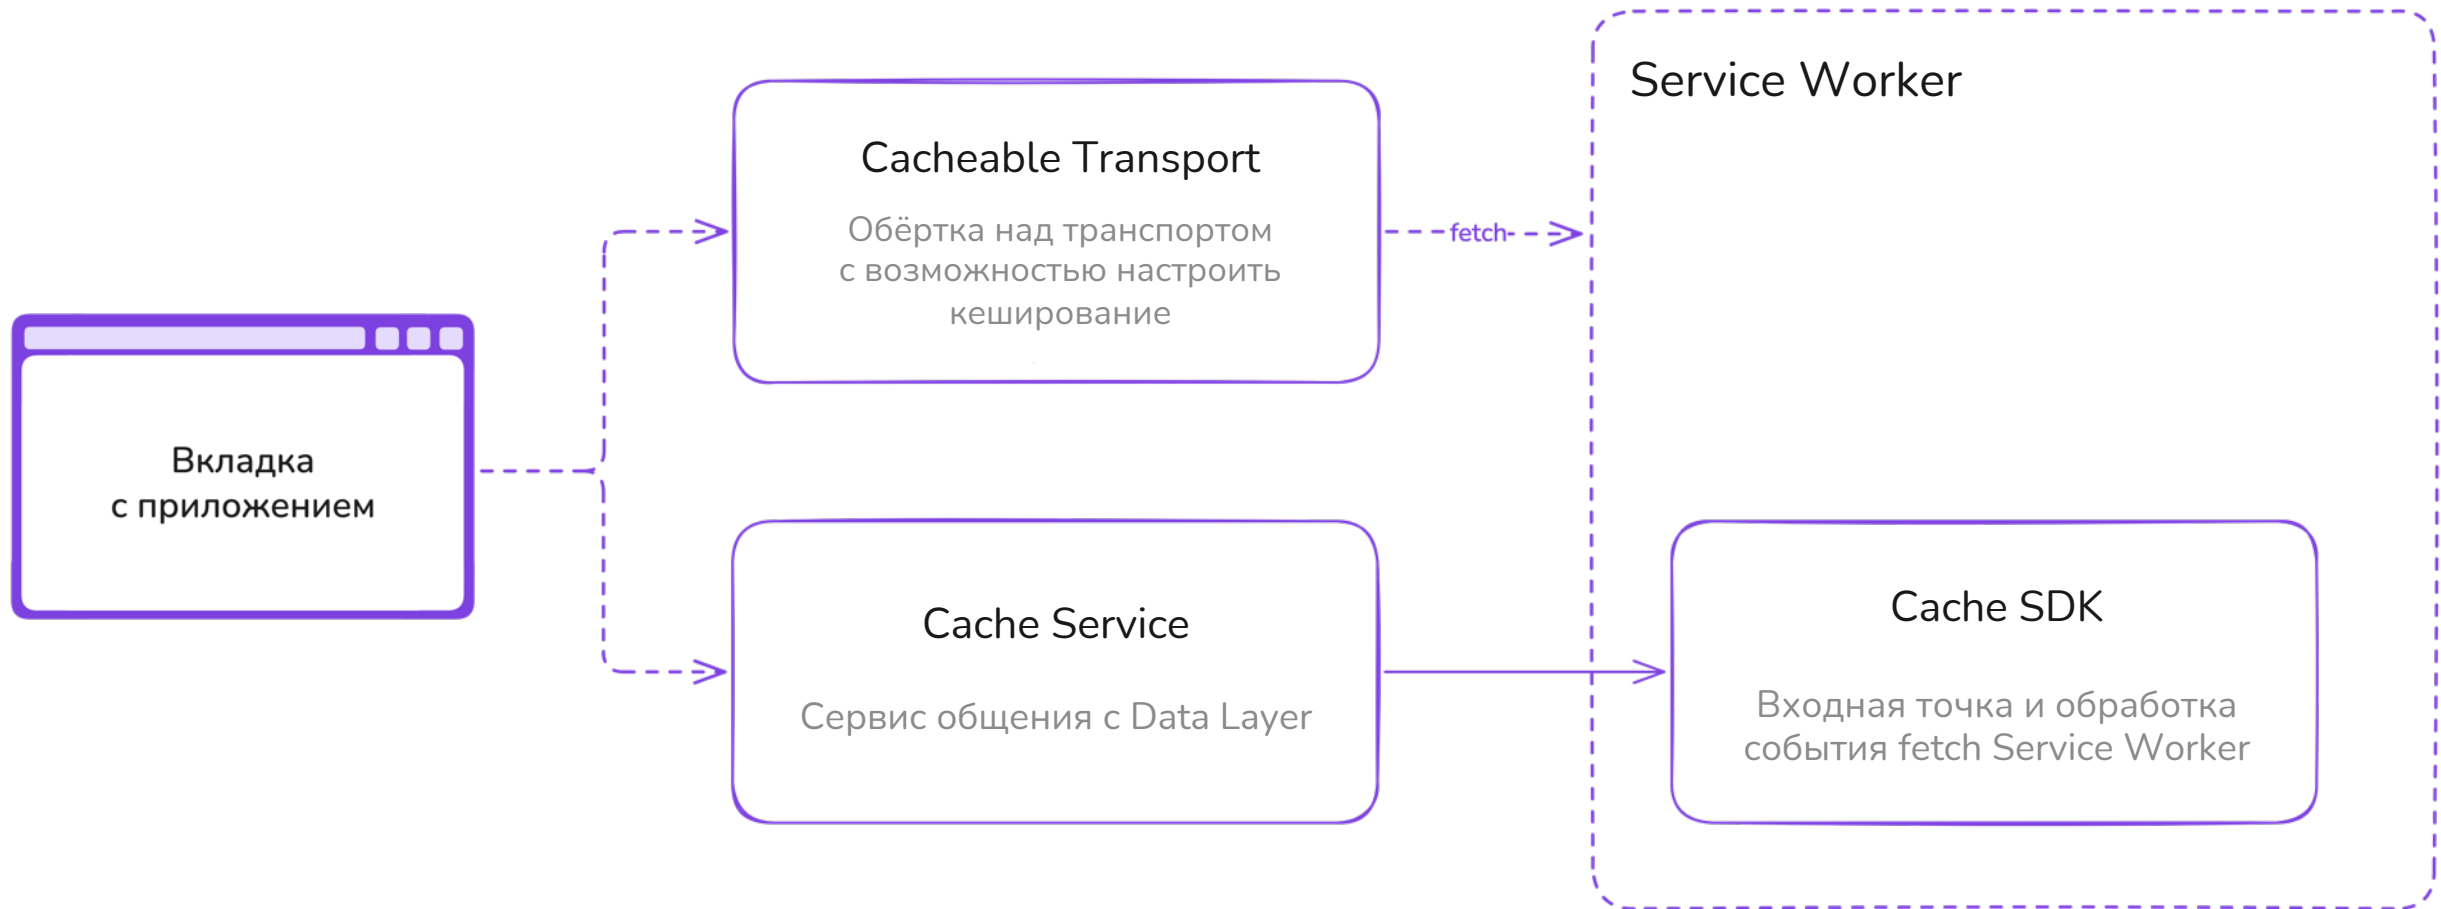 Вкладка
с приложением
Cacheable Transport
Обёртка над транспортом
с возможностью настроить
кеширование
fetch
Cache Service
Сервис общения с Data Layer
Service Worker
Cache SDK
Входная точка и обработка
события fetch Service Worker